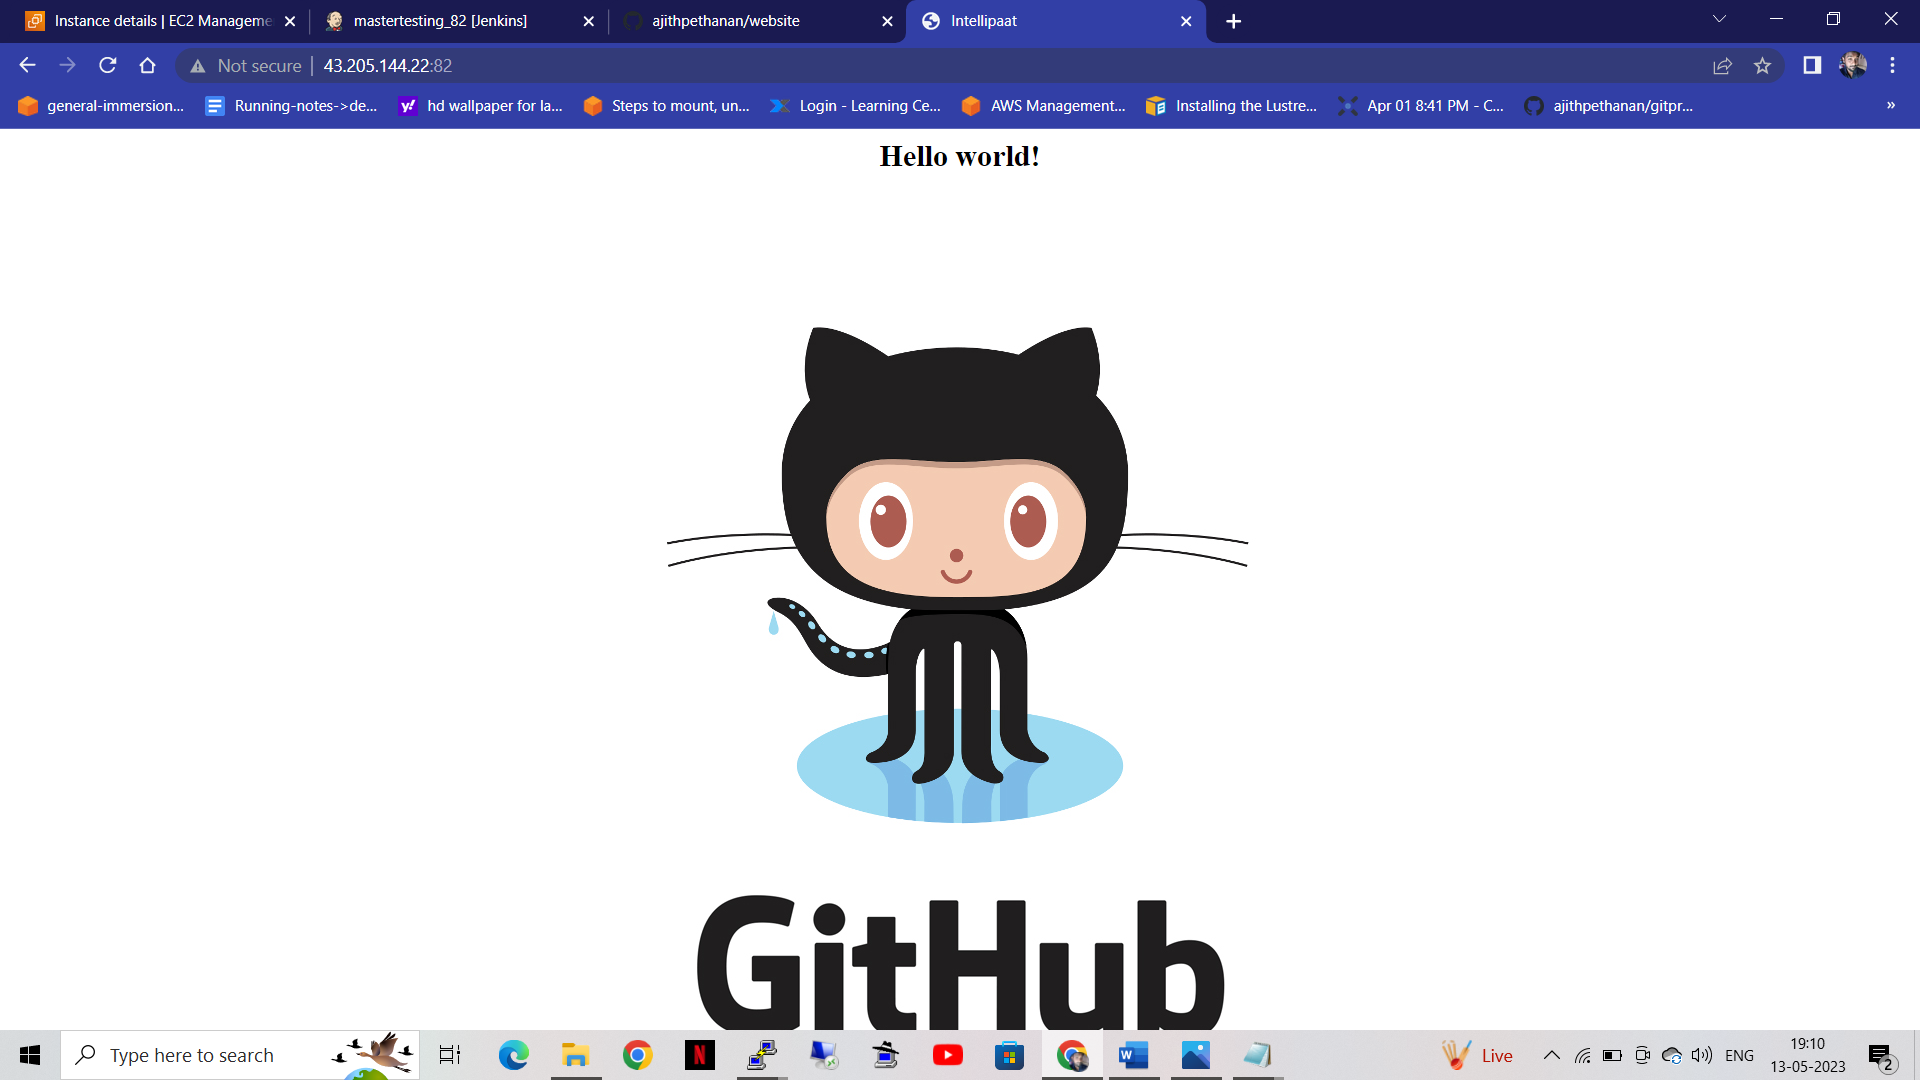 Instance details | EC2 Manageme
mastertesting_82 [Jenkins]
ajithpethanan/website
Intellipaat
Not secure
43.205.144.22:82
general-immersion...
Running-notes->de...
hd wallpaper for la...
Steps to mount, un...
Login - Learning Ce...
AWS Management...
Installing the Lustre...
Apr 01 8:41 PM - C...
ajithpethanan/gitpr...
»
Hello world!
GitHub
Type here to search
Live
ENG
19:10
13-05-2023
2